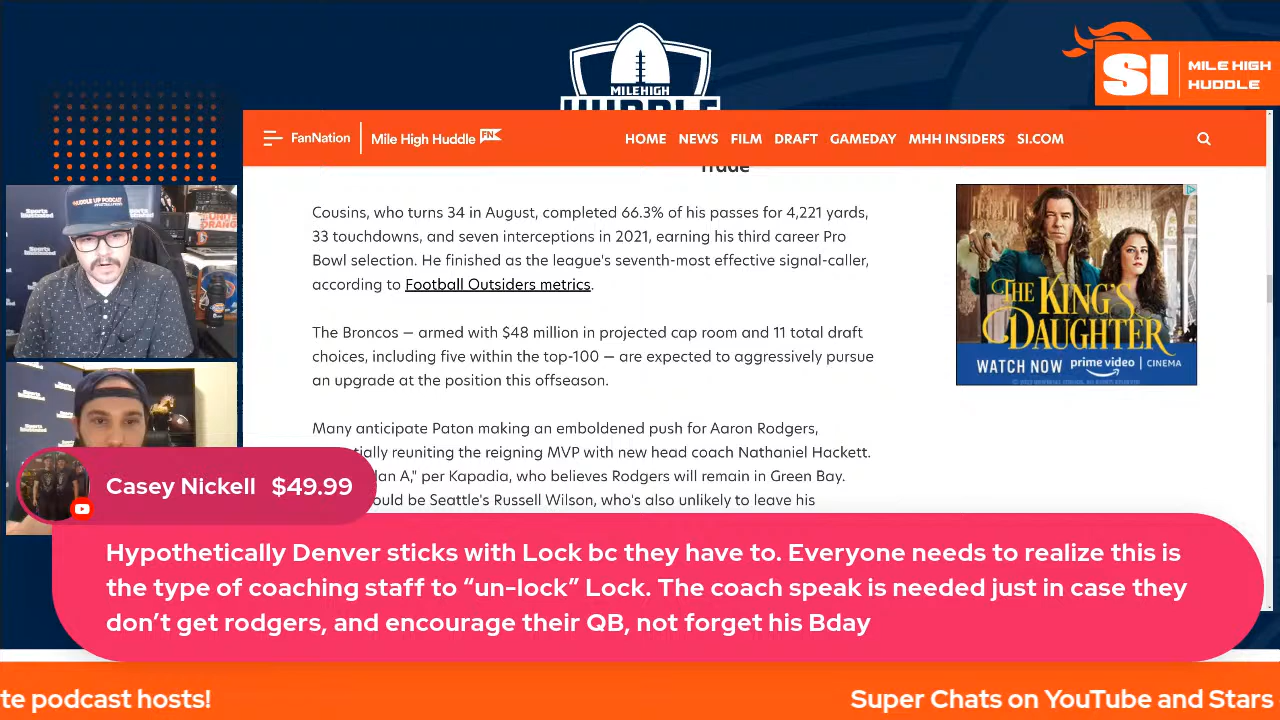 MILE HIGH
HUDDLE
SI MILE HIGH
HUDDLE
FanNation Mile High Huddle FN HOME NEWS FILM DRAFT GAMEDAY MHH INSIDERS SI.COM
Trade
Cousins, who turns 34 in August, completed 66.3% of his passes for 4,221 yards,
33 touchdowns, and seven interceptions in 2021, earning his third career Pro
Bowl selection. He finished as the league's seventh-most effective signal-caller,
according to Football Outsiders metrics.
The Broncos — armed with $48 million in projected cap room and 11 total draft
choices, including five within the top-100 — are expected to aggressively pursue
an upgrade at the position this offseason.
Many anticipate Paton making an emboldened push for Aaron Rodgers,
tially reuniting the reigning MVP with new head coach Nathaniel Hackett.
lan A," per Kapadia, who believes Rodgers will remain in Green Bay.
ould be Seattle's Russell Wilson, who's also unlikely to leave his
THE KING'S
DAUGHTER
WATCH NOW prime video | CINEMA
HUDDLE UP PODCAST
Casey Nickell $49.99
Hypothetically Denver sticks with Lock bc they have to. Everyone needs to realize this is
the type of coaching staff to “un-lock” Lock. The coach speak is needed just in case they
don’t get rodgers, and encourage their QB, not forget his Bday
te podcast hosts! Super Chats on YouTube and Stars